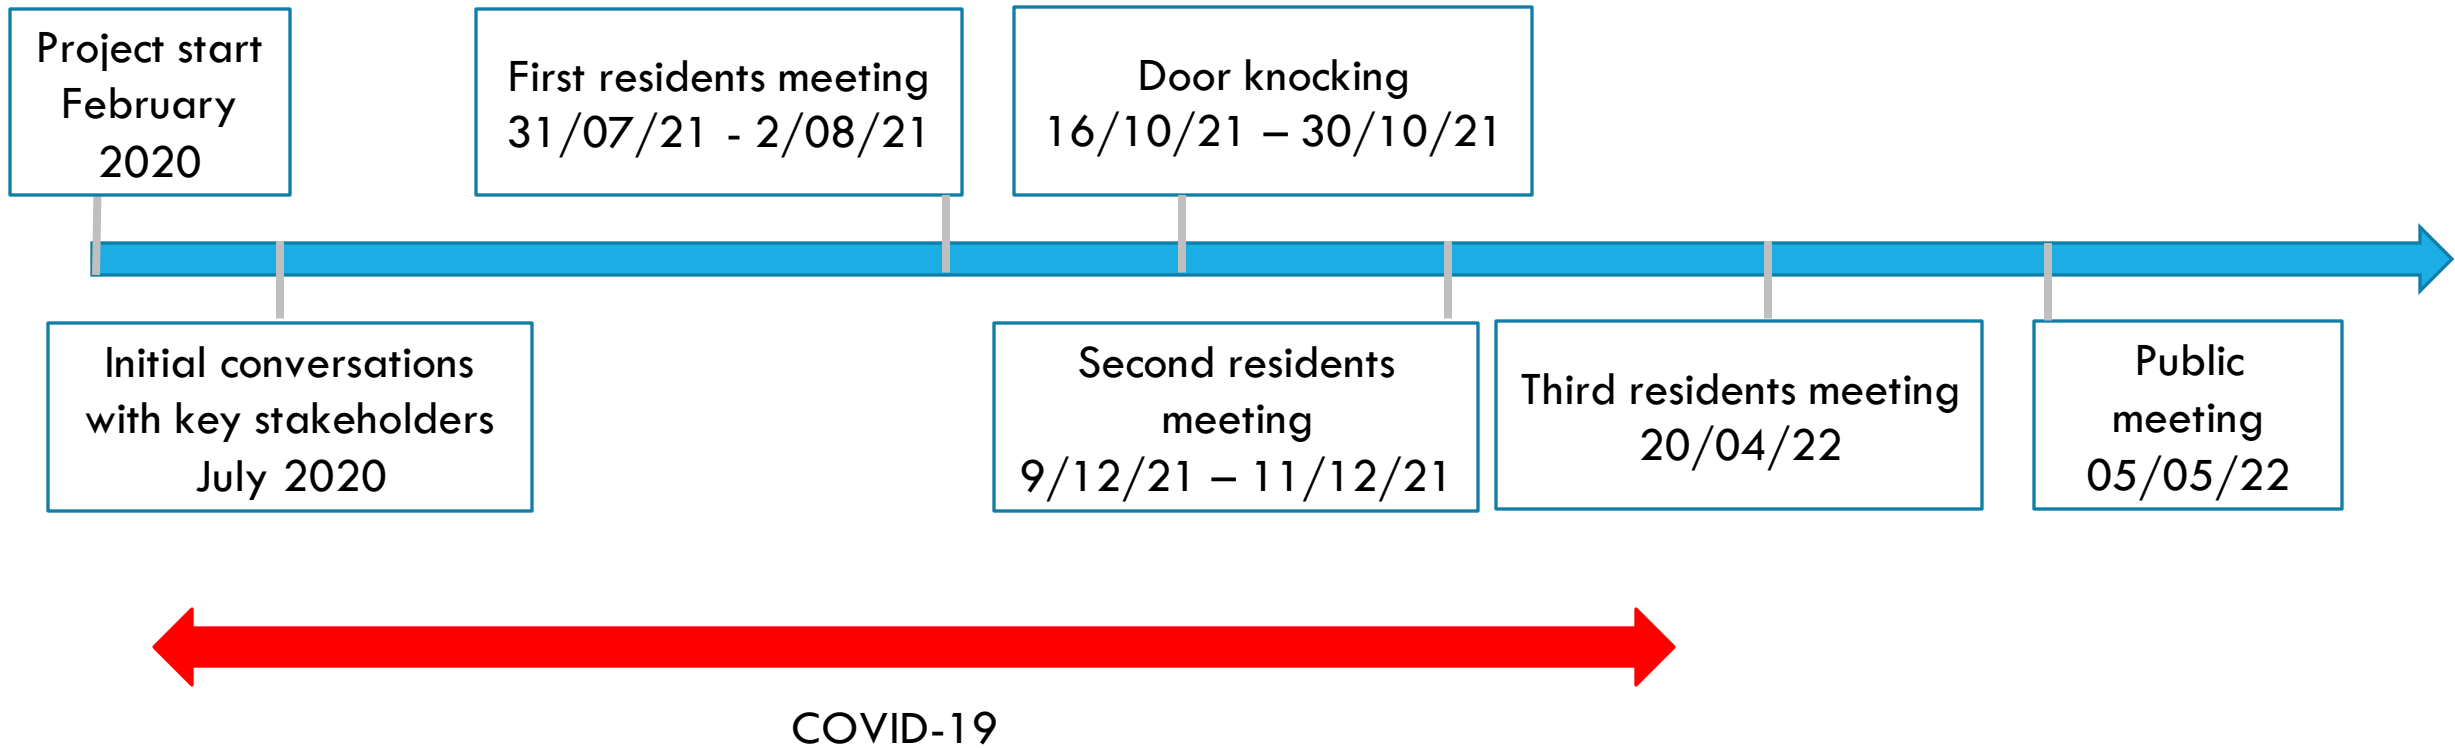 Project start
February
2020
First residents meeting
31/07/21 - 2/08/21
Door knocking
16/10/21 – 30/10/21
Initial conversations
with key stakeholders
July 2020
Second residents
meeting
9/12/21 – 11/12/21
Third residents meeting
20/04/22
Public
meeting
05/05/22
COVID-19